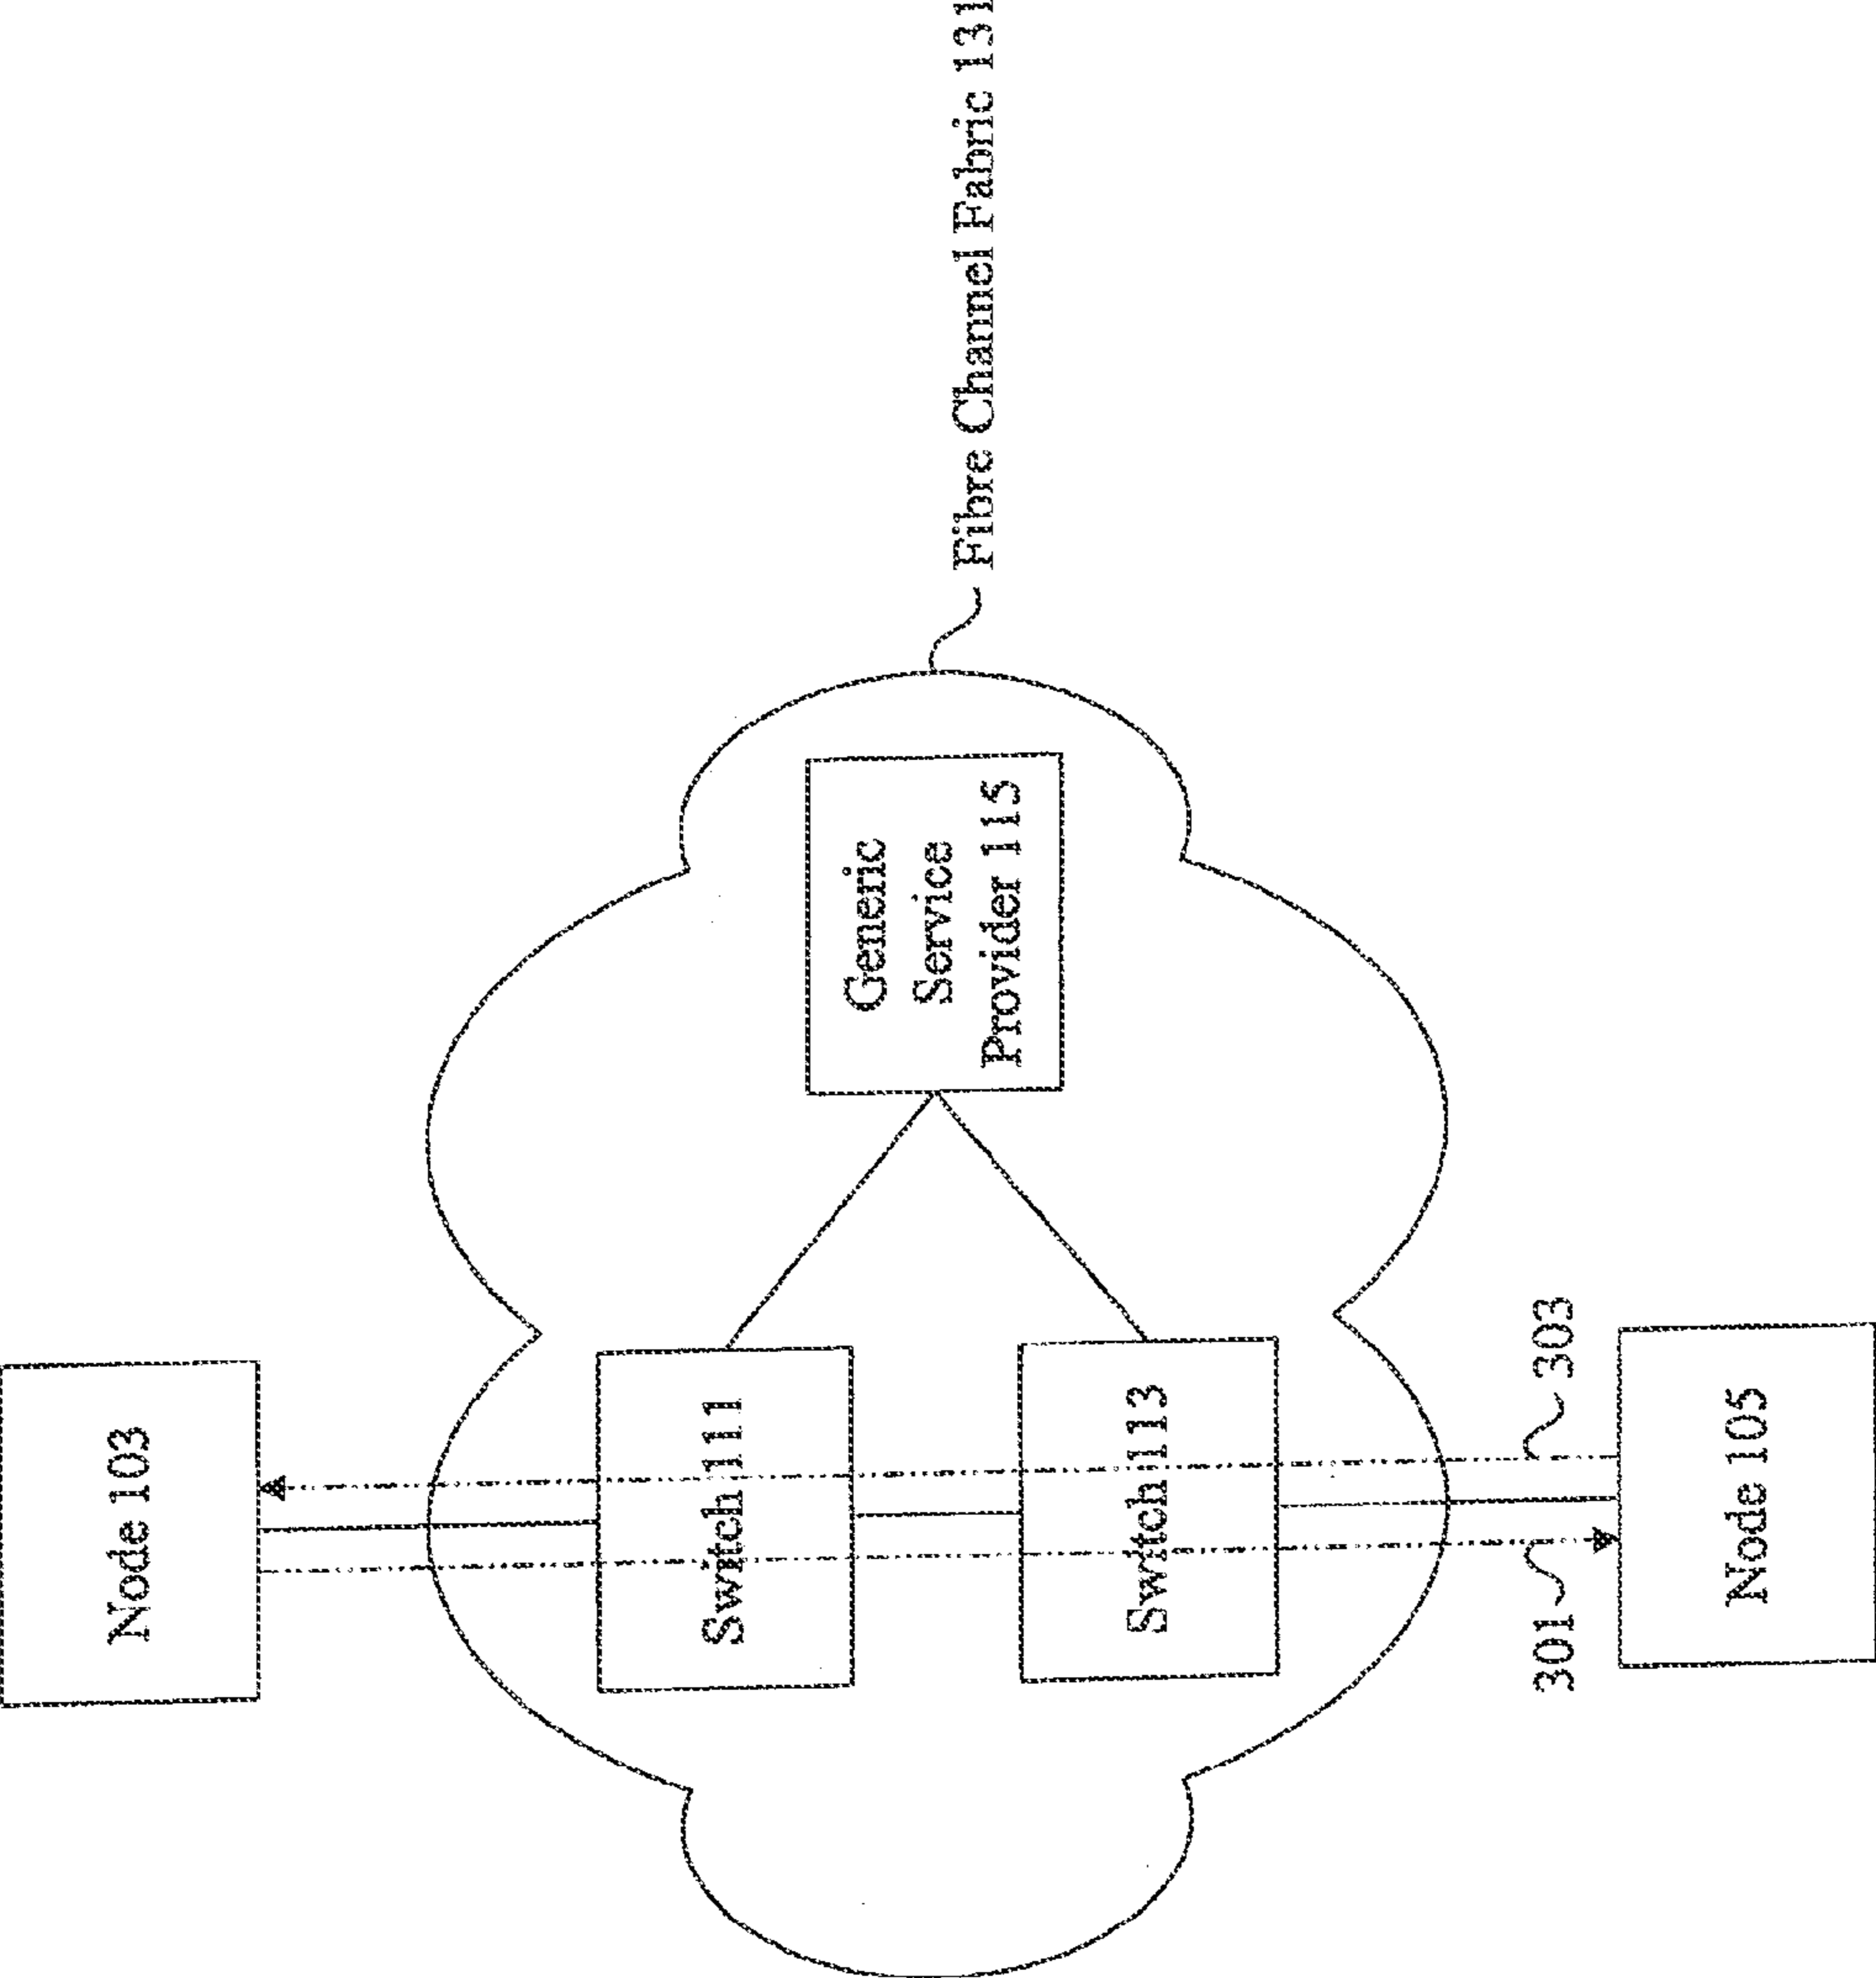 Fibre Channel Fabric 131
Generic
Service
Provider 115
Node 103
Switch 111
Switch 113
303
301
Node 105